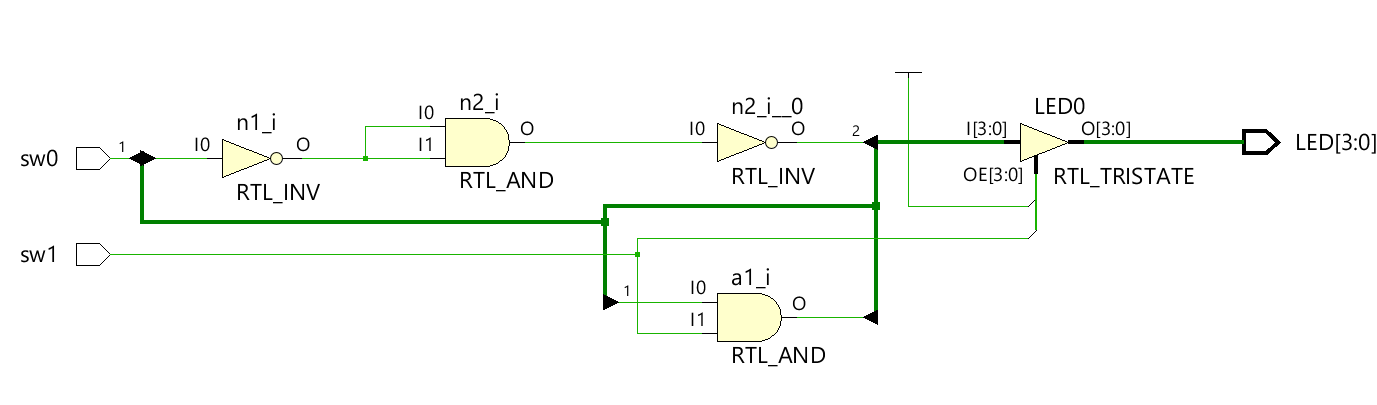 sw0
1
I0
n1_i
O
RTL_INV
I0
I1
n2_i
O
RTL_AND
I0
n2_i__0
O
RTL_INV
2
I[3:0]
OE[3:0]
LED0
O[3:0]
RTL_TRISTATE
LED[3:0]
sw1
1
I0
I1
a1_i
O
RTL_AND